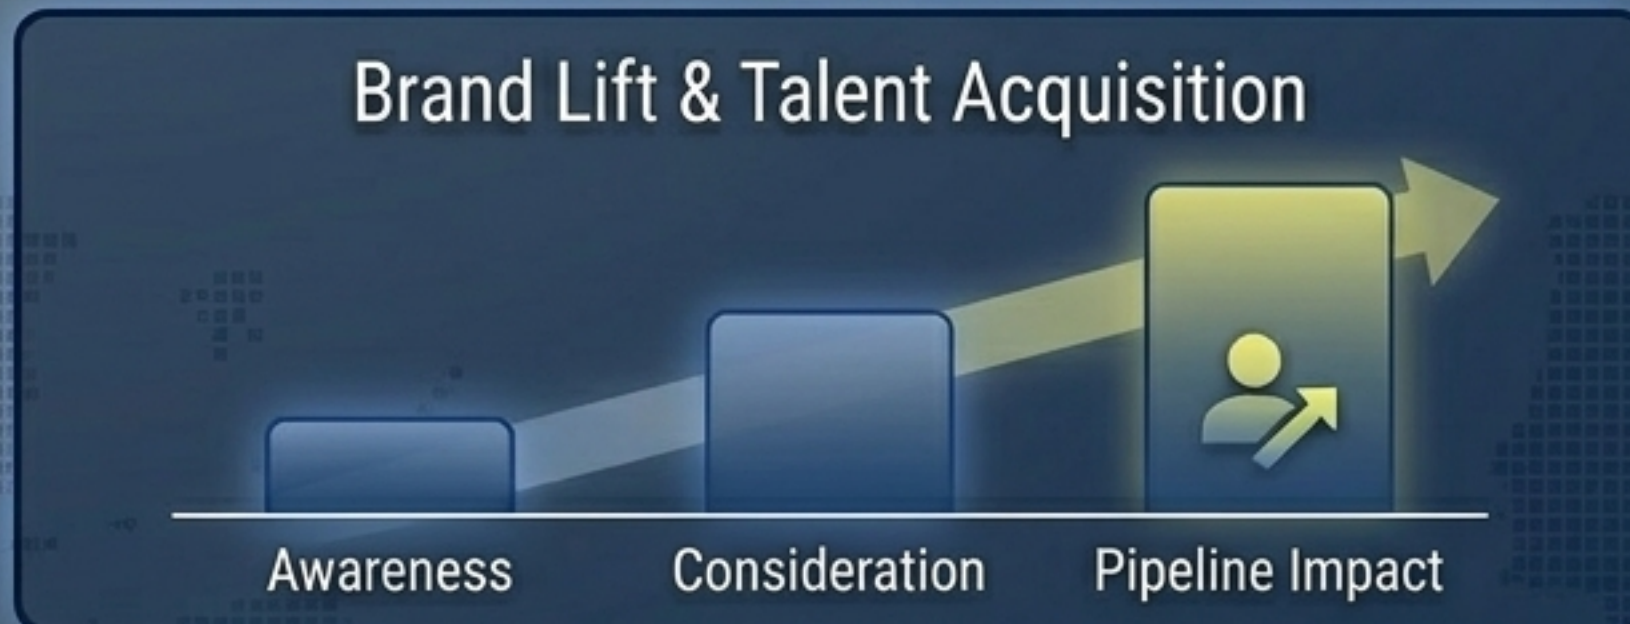 Brand Lift & Talent Acquisition
Awareness
Consideration
Pipeline Impact